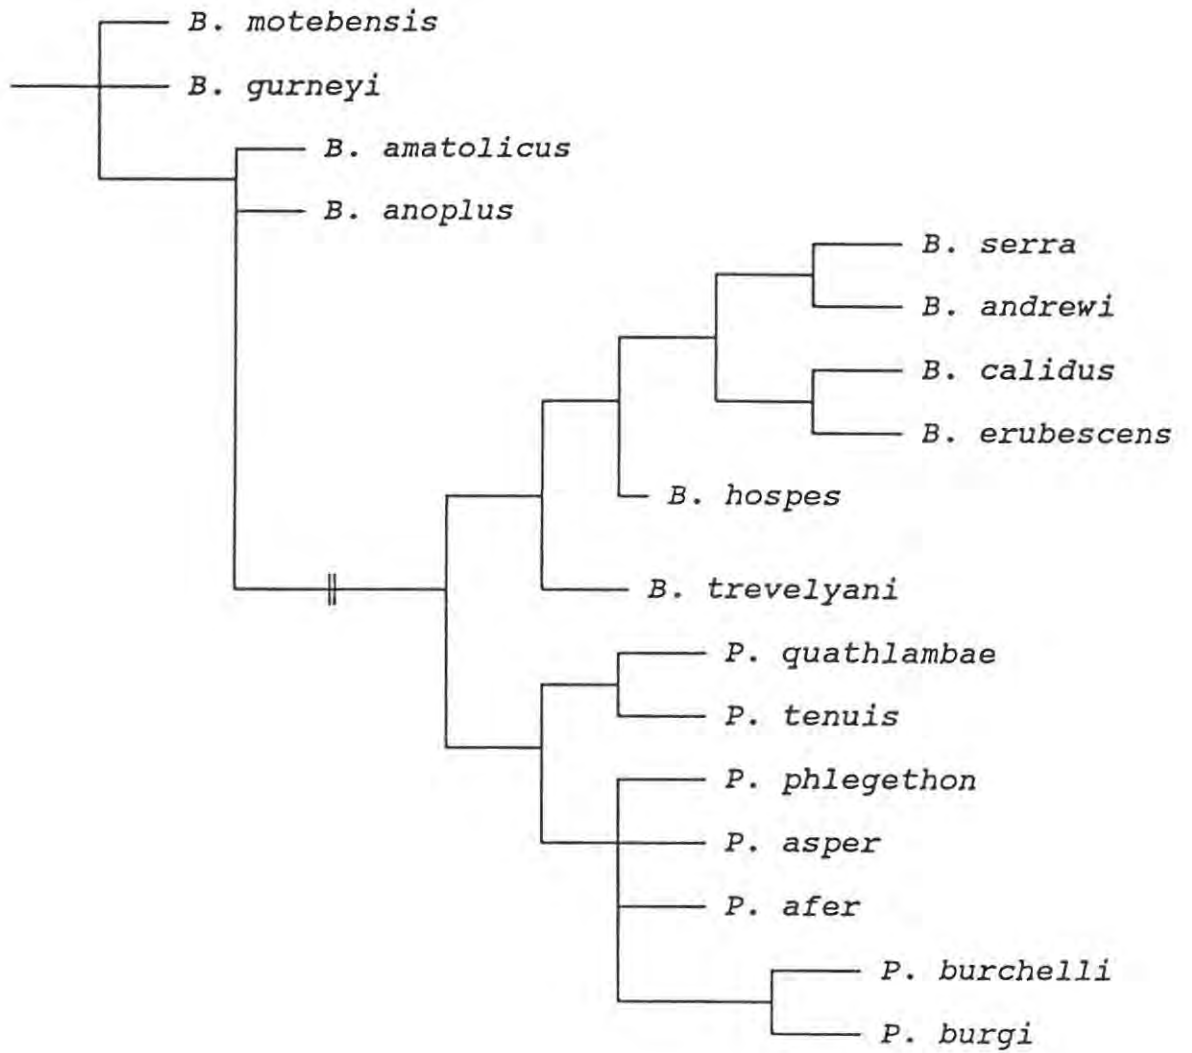 B. motebensis
B. gurneyi
B. amatolicus
B. anoplus
B. serra
B. andrewi
B. calidus
B. erubescens
B. hospes
B. trevelyani
P. quathlambae
P. tenuis
P. phlegethon
P. asper
P. afer
P. burchelli
P. burgi